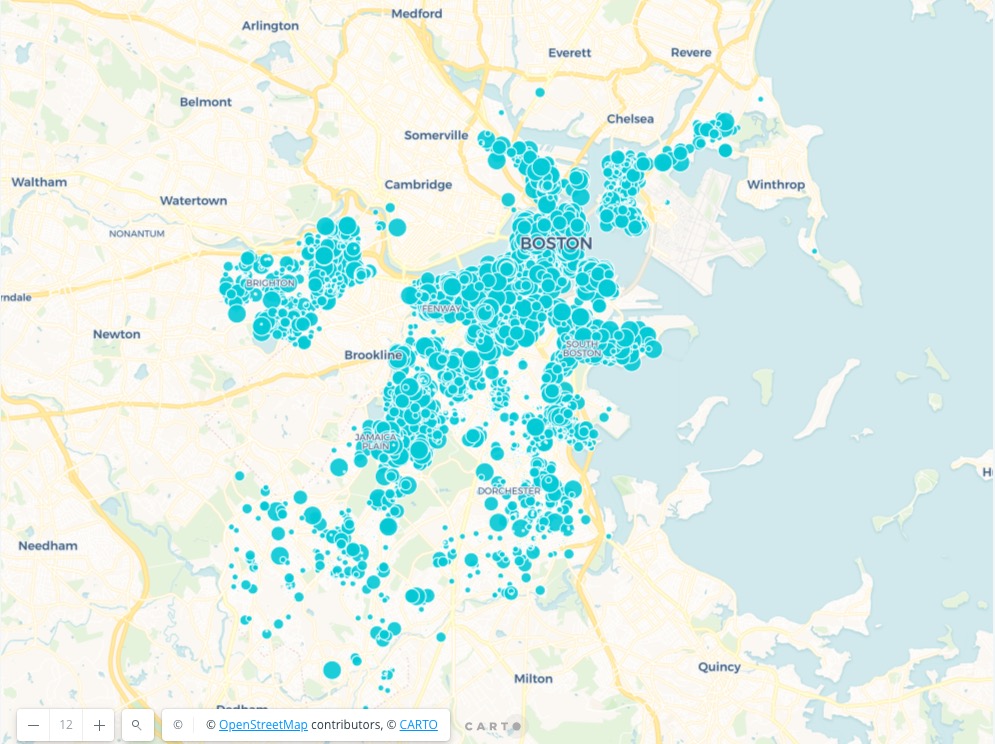 Medford
Arlington
Everett
Revere
Belmont
Chelsea
Somerville
Waltham
Cambridge
Winthrop
Watertown
NONANTUM
BOSTON
BRIGHTON
rndale
FENWAY
Newton
SOUTH
BOSTON
Brookline
JAMAICA
PLAIN
H
DORCHESTER
Needham
Quincy
Milton
Dedham
12
© © OpenStreetMap contributors, © CARTO
CARTO